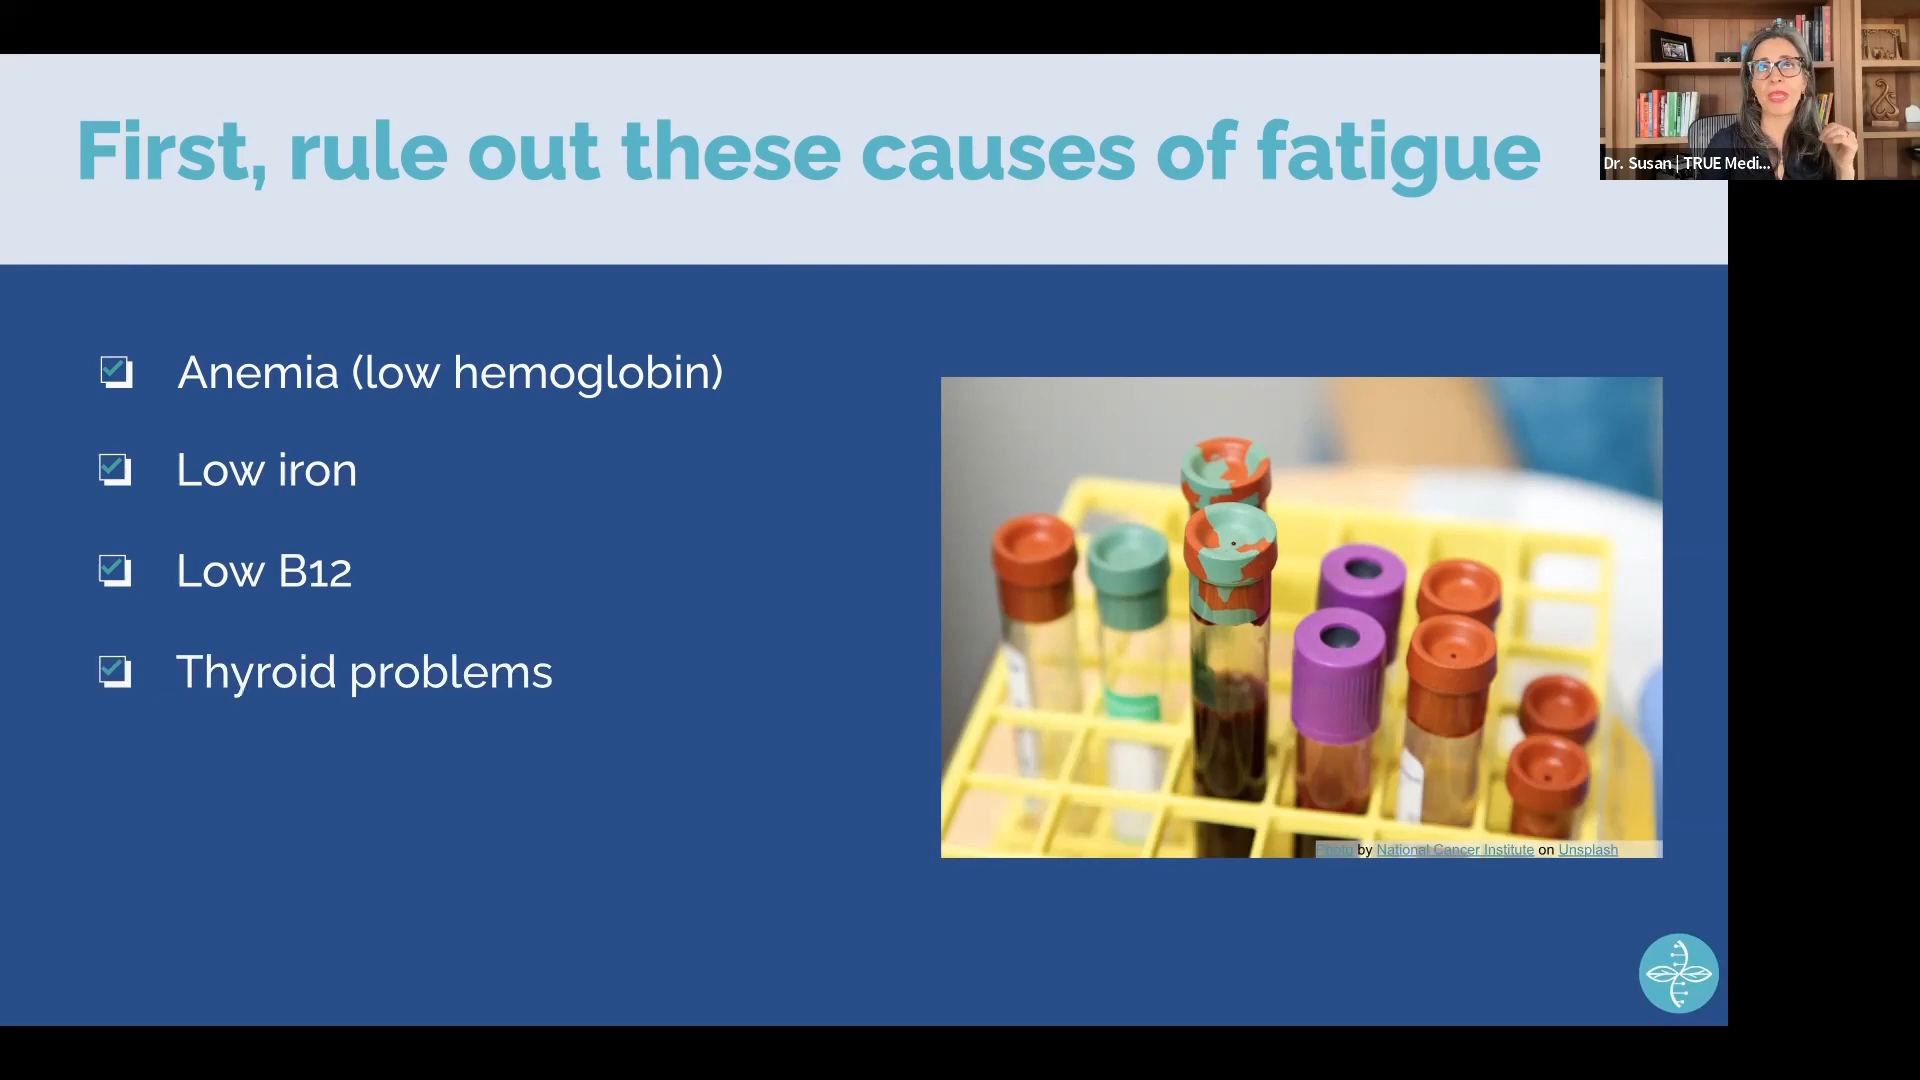 First, rule out these causes of fatigue
Dr. Susan | TRUE Medi...
Anemia (low hemoglobin)
Low iron
Low B12
Thyroid problems
Photo by National Cancer Institute on Unsplash